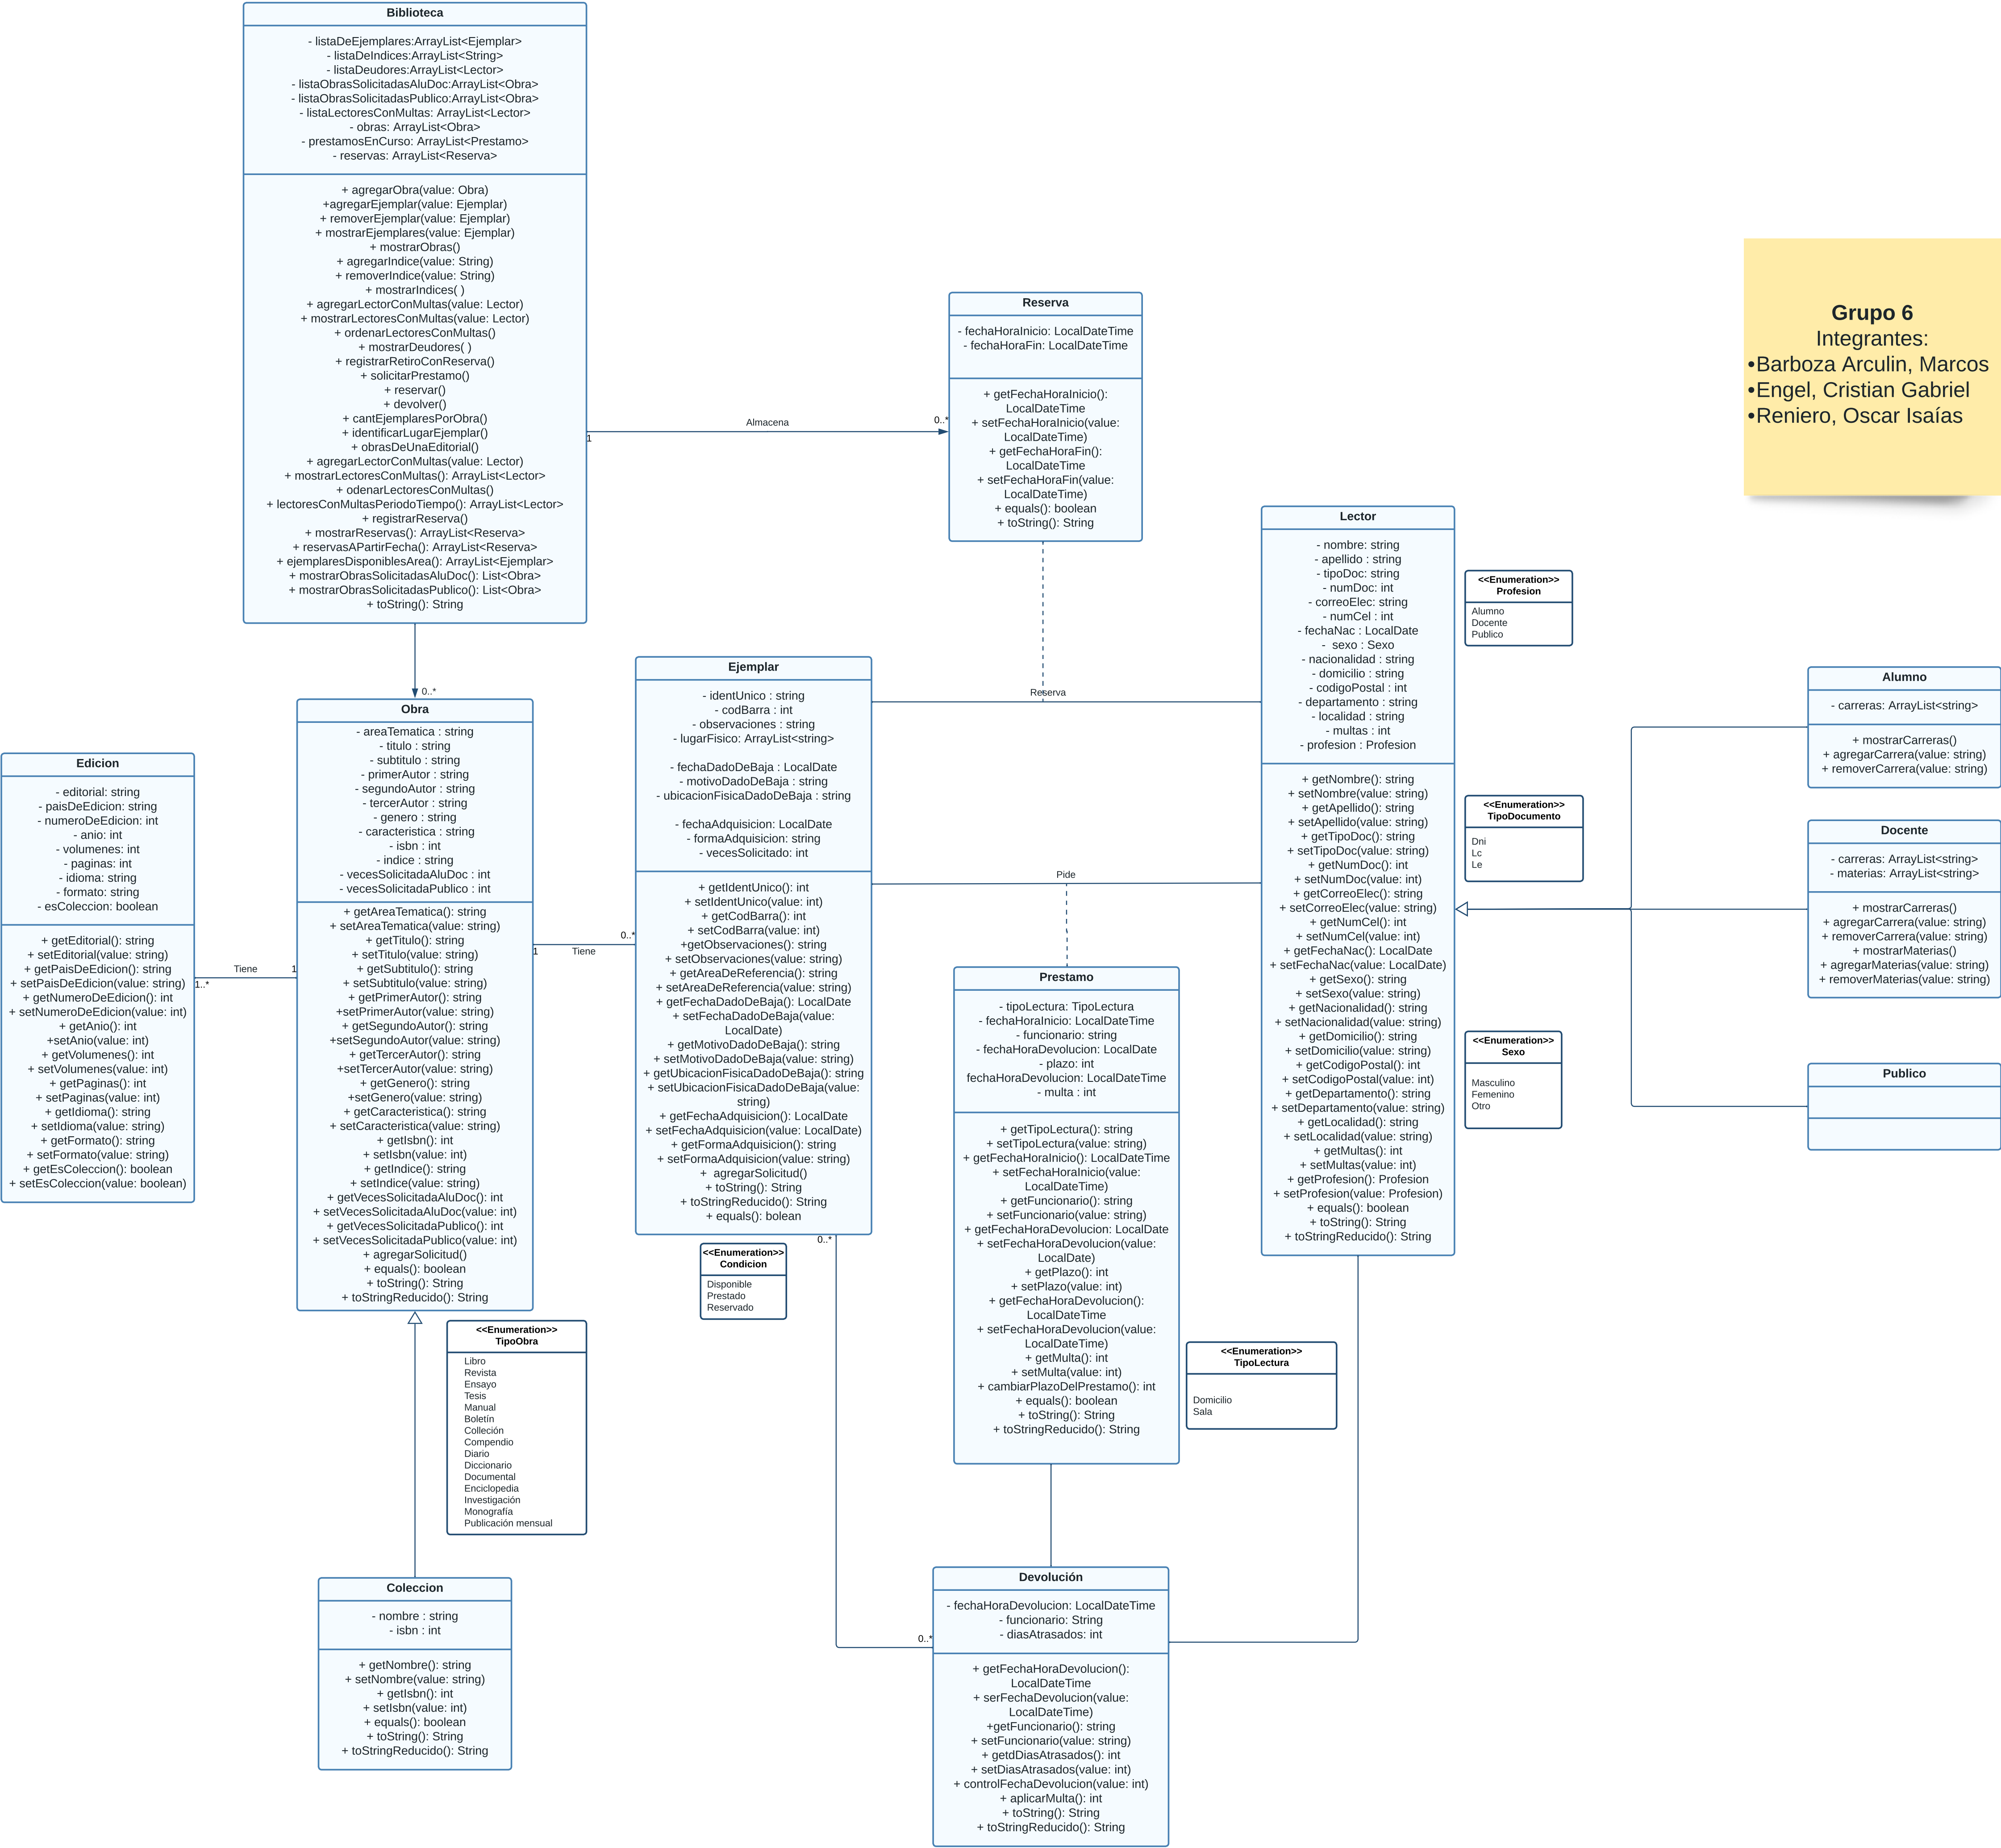 Biblioteca
- listaDeEjemplares:ArrayList<Ejemplar>
- listaDeIndices:ArrayList<String>
- listaDeudores:ArrayList<Lector>
- listaObrasSolicitadasAluDoc:ArrayList<Obra>
- listaObrasSolicitadasPublico:ArrayList<Obra>
- listaLectoresConMultas: ArrayList<Lector>
- obras: ArrayList<Obra>
- prestamosEnCurso: ArrayList<Prestamo>
- reservas: ArrayList<Reserva>
+ agregarObra(value: Obra)
+agregarEjemplar(value: Ejemplar)
+ removerEjemplar(value: Ejemplar)
+ mostrarEjemplares(value: Ejemplar)
+ mostrarObras()
+ agregarIndice(value: String)
+ removerIndice(value: String)
+ mostrarIndices( )
+ agregarLectorConMultas(value: Lector)
+ mostrarLectoresConMultas(value: Lector)
+ ordenarLectoresConMultas()
+ mostrarDeudores( )
+ registrarRetiroConReserva()
+ solicitarPrestamo()
+ reservar()
+ devolver()
+ cantEjemplaresPorObra()
+ identificarLugarEjemplar()
+ obrasDeUnaEditorial()
+ agregarLectorConMultas(value: Lector)
+ mostrarLectoresConMultas(): ArrayList<Lector>
+ odenarLectoresConMultas()
+ lectoresConMultasPeriodoTiempo(): ArrayList<Lector>
+ registrarReserva()
+ mostrarReservas(): ArrayList<Reserva>
+ reservasAPartirFecha(): ArrayList<Reserva>
+ ejemplaresDisponiblesArea(): ArrayList<Ejemplar>
+ mostrarObrasSolicitadasAluDoc(): List<Obra>
+ mostrarObrasSolicitadasPublico(): List<Obra>
+ toString(): String
Almacena
1
0..*
0..*
Reserva
- fechaHoraInicio: LocalDateTime
- fechaHoraFin: LocalDateTime
+ getFechaHoraInicio():
LocalDateTime
+ setFechaHoraInicio(value:
LocalDateTime)
+ getFechaHoraFin():
LocalDateTime
+ setFechaHoraFin(value:
LocalDateTime)
+ equals(): boolean
+ toString(): String
Grupo 6
Integrantes:
•Barboza Arculin, Marcos
•Engel, Cristian Gabriel
•Reniero, Oscar Isaías
Edicion
- editorial: string
- paisDeEdicion: string
- numeroDeEdicion: int
- anio: int
- volumenes: int
- paginas: int
- idioma: string
- formato: string
- esColeccion: boolean
+ getEditorial(): string
+ setEditorial(value: string)
+ getPaisDeEdicion(): string
+ setPaisDeEdicion(value: string)
+ getNumeroDeEdicion: int
+ setNumeroDeEdicion(value: int)
+ getAnio(): int
+setAnio(value: int)
+ getVolumenes(): int
+ setVolumenes(value: int)
+ getPaginas(): int
+ setPaginas(value: int)
+ getIdioma(): string
+ setIdioma(value: string)
+ getFormato(): string
+ setFormato(value: string)
+ getEsColeccion(): boolean
+ setEsColeccion(value: boolean)
Tiene
1..*
1
Obra
- areaTematica : string
- titulo : string
- subtitulo : string
- primerAutor : string
- segundoAutor : string
- tercerAutor : string
- genero : string
- caracteristica : string
- isbn : int
- indice : string
- vecesSolicitadaAluDoc : int
- vecesSolicitadaPublico : int
+ getAreaTematica(): string
+ setAreaTematica(value: string)
+ getTitulo(): string
+ setTitulo(value: string)
+ getSubtitulo(): string
+ setSubtitulo(value: string)
+ getPrimerAutor(): string
+setPrimerAutor(value: string)
+ getSegundoAutor(): string
+setSegundoAutor(value: string)
+ getTercerAutor(): string
+setTercerAutor(value: string)
+ getGenero(): string
+setGenero(value: string)
+ getCaracteristica(): string
+ setCaracteristica(value: string)
+ getIsbn(): int
+ setIsbn(value: int)
+ getIndice(): string
+ setIndice(value: string)
+ getVecesSolicitadaAluDoc(): int
+ setVecesSolicitadaAluDoc(value: int)
+ getVecesSolicitadaPublico(): int
+ setVecesSolicitadaPublico(value: int)
+ agregarSolicitud()
+ equals(): boolean
+ toString(): String
+ toStringReducido(): String
1
Tiene
0..*
Ejemplar
- identUnico : string
- codBarra : int
- observaciones : string
- lugarFisico: ArrayList<string>
- fechaDadoDeBaja : LocalDate
- motivoDadoDeBaja : string
- ubicacionFisicaDadoDeBaja : string
- fechaAdquisicion: LocalDate
- formaAdquisicion: string
- vecesSolicitado: int
+ getIdentUnico(): int
+ setIdentUnico(value: int)
+ getCodBarra(): int
+ setCodBarra(value: int)
+getObservaciones(): string
+ setObservaciones(value: string)
+ getAreaDeReferencia(): string
+ setAreaDeReferencia(value: string)
+ getFechaDadoDeBaja(): LocalDate
+ setFechaDadoDeBaja(value:
LocalDate)
+ getMotivoDadoDeBaja(): string
+ setMotivoDadoDeBaja(value: string)
+ getUbicacionFisicaDadoDeBaja(): string
+ setUbicacionFisicaDadoDeBaja(value:
string)
+ getFechaAdquisicion(): LocalDate
+ setFechaAdquisicion(value: LocalDate)
+ getFormaAdquisicion(): string
+ setFormaAdquisicion(value: string)
+  agregarSolicitud()
+ toString(): String
+ toStringReducido(): String
+ equals(): bolean
0..*
<<Enumeration>>
Condicion
Disponible
Prestado
Reservado
Reserva
Pide
Prestamo
- tipoLectura: TipoLectura
- fechaHoraInicio: LocalDateTime
- funcionario: string
- fechaHoraDevolucion: LocalDate
- plazo: int
fechaHoraDevolucion: LocalDateTime
- multa : int
+ getTipoLectura(): string
+ setTipoLectura(value: string)
+ getFechaHoraInicio(): LocalDateTime
+ setFechaHoraInicio(value:
LocalDateTime)
+ getFuncionario(): string
+ setFuncionario(value: string)
+ getFechaHoraDevolucion: LocalDate
+ setFechaHoraDevolucion(value:
LocalDate)
+ getPlazo(): int
+ setPlazo(value: int)
+ getFechaHoraDevolucion():
LocalDateTime
+ setFechaHoraDevolucion(value:
LocalDateTime)
+ getMulta(): int
+ setMulta(value: int)
+ cambiarPlazoDelPrestamo(): int
+ equals(): boolean
+ toString(): String
+ toStringReducido(): String
Lector
- nombre: string
- apellido : string
- tipoDoc: string
- numDoc: int
- correoElec: string
- numCel : int
- fechaNac : LocalDate
-  sexo : Sexo
- nacionalidad : string
- domicilio : string
- codigoPostal : int
- departamento : string
- localidad : string
- multas : int
- profesion : Profesion
+ getNombre(): string
+ setNombre(value: string)
+ getApellido(): string
+ setApellido(value: string)
+ getTipoDoc(): string
+ setTipoDoc(value: string)
+ getNumDoc(): int
+ setNumDoc(value: int)
+ getCorreoElec(): string
+ setCorreoElec(value: string)
+ getNumCel(): int
+ setNumCel(value: int)
+ getFechaNac(): LocalDate
+ setFechaNac(value: LocalDate)
+ getSexo(): string
+ setSexo(value: string)
+ getNacionalidad(): string
+ setNacionalidad(value: string)
+ getDomicilio(): string
+ setDomicilio(value: string)
+ getCodigoPostal(): int
+ setCodigoPostal(value: int)
+ getDepartamento(): string
+ setDepartamento(value: string)
+ getLocalidad(): string
+ setLocalidad(value: string)
+ getMultas(): int
+ setMultas(value: int)
+ getProfesion(): Profesion
+ setProfesion(value: Profesion)
+ equals(): boolean
+ toString(): String
+ toStringReducido(): String
<<Enumeration>>
Profesion
Alumno
Docente
Publico
<<Enumeration>>
TipoDocumento
Dni
Lc
Le
<<Enumeration>>
Sexo
Masculino
Femenino
Otro
Alumno
- carreras: ArrayList<string>
+ mostrarCarreras()
+ agregarCarrera(value: string)
+ removerCarrera(value: string)
Docente
- carreras: ArrayList<string>
- materias: ArrayList<string>
+ mostrarCarreras()
+ agregarCarrera(value: string)
+ removerCarrera(value: string)
+ mostrarMaterias()
+ agregarMaterias(value: string)
+ removerMaterias(value: string)
Publico
<<Enumeration>>
TipoObra
Libro
Revista
Ensayo
Tesis
Manual
Boletín
Colleción
Compendio
Diario
Diccionario
Documental
Enciclopedia
Investigación
Monografía
Publicación mensual
<<Enumeration>>
TipoLectura
Domicilio
Sala
Coleccion
- nombre : string
- isbn : int
+ getNombre(): string
+ setNombre(value: string)
+ getIsbn(): int
+ setIsbn(value: int)
+ equals(): boolean
+ toString(): String
+ toStringReducido(): String
0..*
Devolución
- fechaHoraDevolucion: LocalDateTime
- funcionario: String
- diasAtrasados: int
+ getFechaHoraDevolucion():
LocalDateTime
+ serFechaDevolucion(value:
LocalDateTime)
+getFuncionario(): string
+ setFuncionario(value: string)
+ getdDiasAtrasados(): int
+ setDiasAtrasados(value: int)
+ controlFechaDevolucion(value: int)
+ aplicarMulta(): int
+ toString(): String
+ toStringReducido(): String